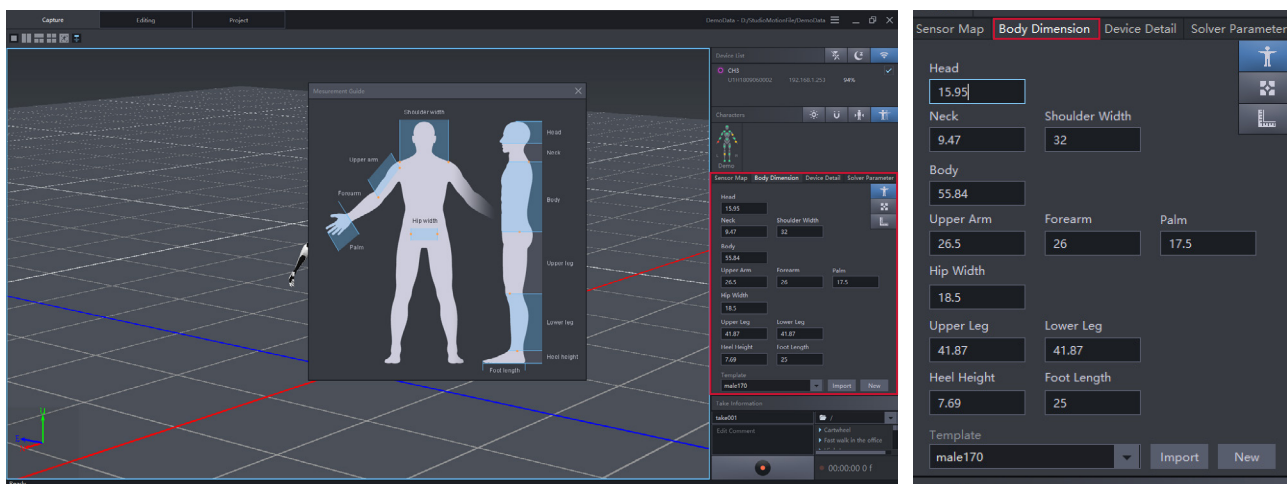 Capture Editing Project DemoData - D:/StudioMotionFile/DemoData
Device List
CH3
192.168.1.253 94%
Characters
Demo
Measurement Guide
Shoulder width
Head
Neck
Upper arm
Forearm
Body
Hip width
Palm
Upper leg
Lower leg
Heel height
Foot length
Sensor Map Body Dimension Device Detail Solver Parameter
Head
15.95
Neck Shoulder Width
9.47 32
Body
55.84
Upper Arm Forearm Palm
26.5 26 17.5
Hip Width
18.5
Upper Leg Lower Leg
41.87 41.87
Heel Height Foot Length
7.69 25
Template
male170 Import New
Take Information
take001 /
Edit Comment Cartwheel
Fast walk in the office
00:00:00 0 f
Ready
Sensor Map Body Dimension Device Detail Solver Parameter
Head
15.95
Neck Shoulder Width
9.47 32
Body
55.84
Upper Arm Forearm Palm
26.5 26 17.5
Hip Width
18.5
Upper Leg Lower Leg
41.87 41.87
Heel Height Foot Length
7.69 25
Template
male170 Import New